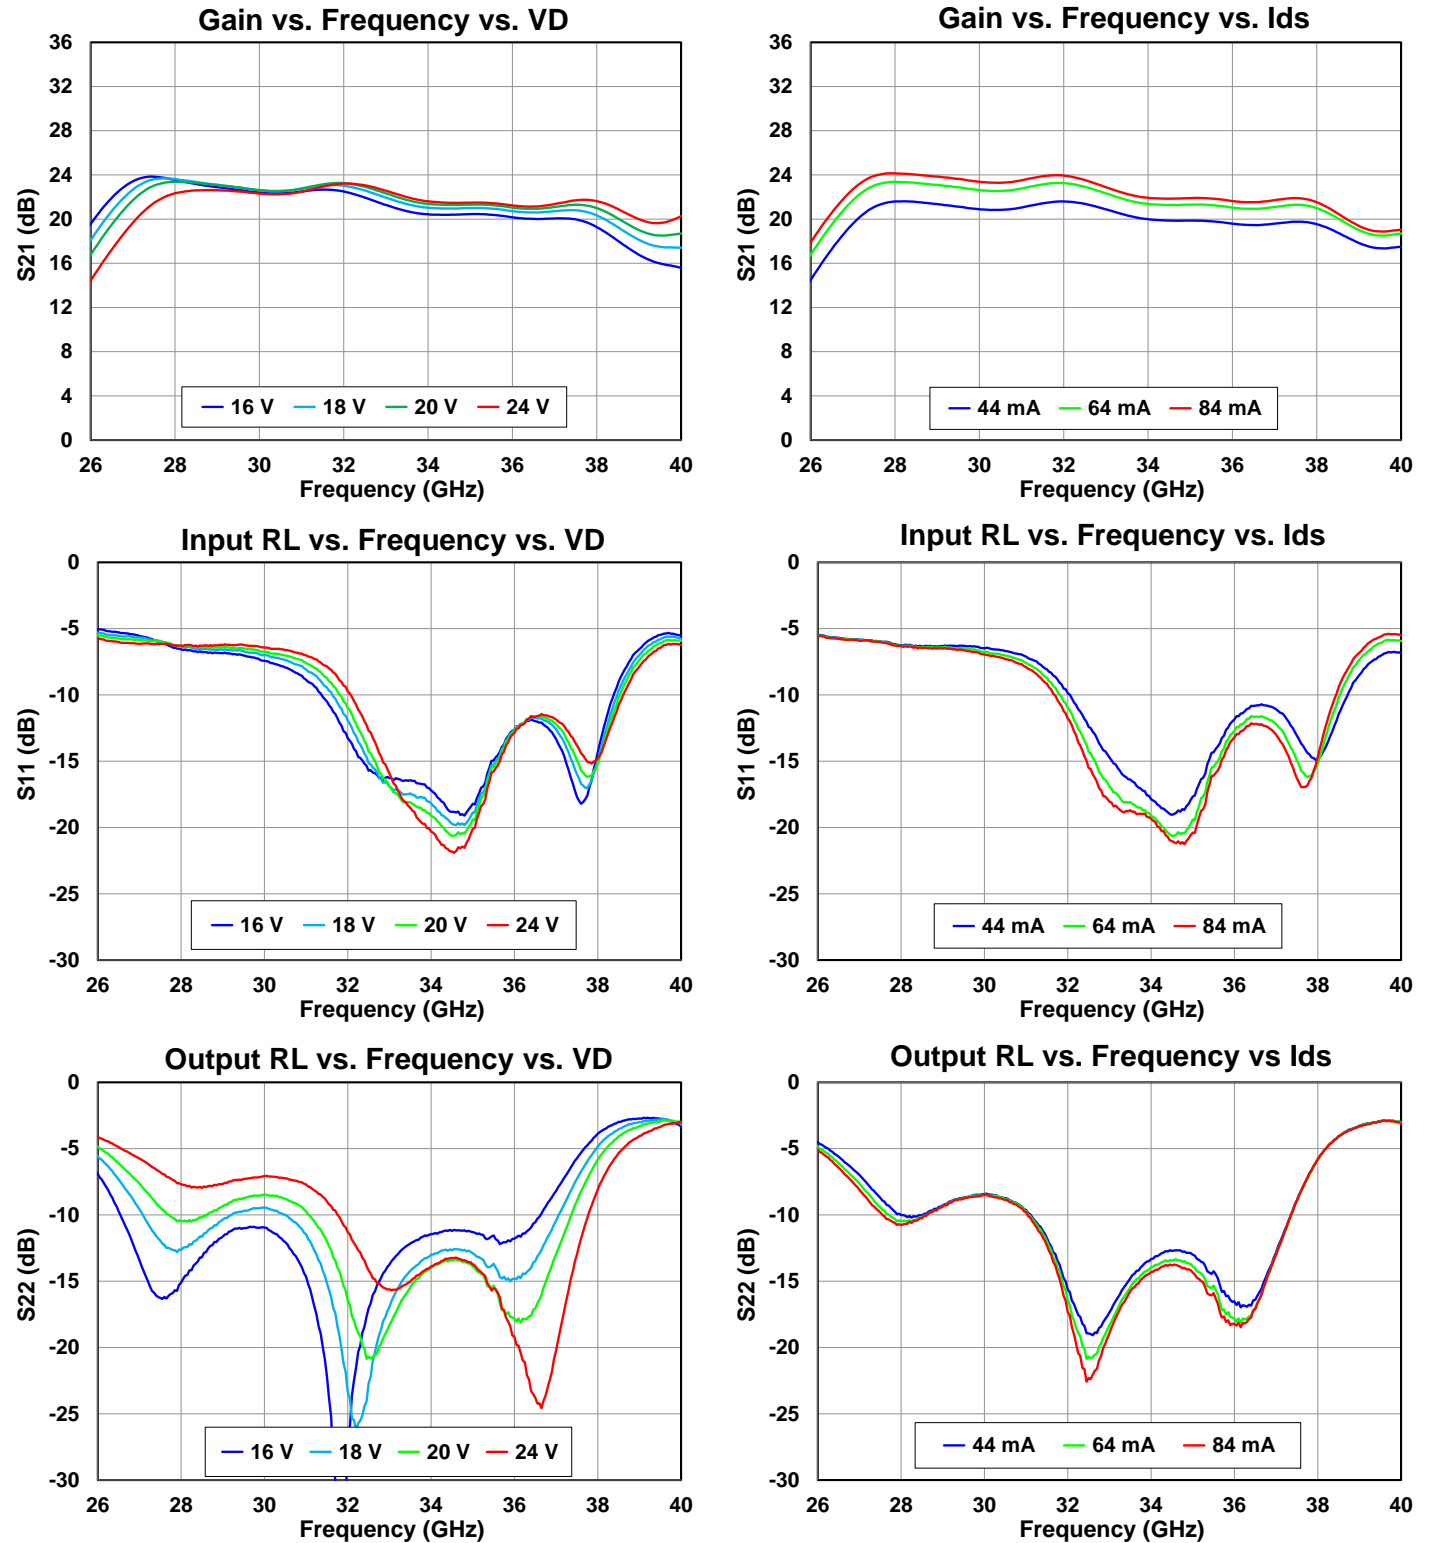 Gain vs. Frequency vs. VD
36
32
28
24
20
16
12
8
4
0
S21 (dB)
16 V 18 V 20 V 24 V
26 28 30 32 34 36 38 40
Frequency (GHz)
Gain vs. Frequency vs. Ids
36
32
28
24
20
16
12
8
4
0
S21 (dB)
44 mA 64 mA 84 mA
26 28 30 32 34 36 38 40
Frequency (GHz)
Input RL vs. Frequency vs. VD
0
-5
-10
-15
-20
-25
-30
S11 (dB)
16 V 18 V 20 V 24 V
26 28 30 32 34 36 38 40
Frequency (GHz)
Input RL vs. Frequency vs. Ids
0
-5
-10
-15
-20
-25
-30
S11 (dB)
44 mA 64 mA 84 mA
26 28 30 32 34 36 38 40
Frequency (GHz)
Output RL vs. Frequency vs. VD
0
-5
-10
-15
-20
-25
-30
S22 (dB)
16 V 18 V 20 V 24 V
26 28 30 32 34 36 38 40
Frequency (GHz)
Output RL vs. Frequency vs Ids
0
-5
-10
-15
-20
-25
-30
S22 (dB)
44 mA 64 mA 84 mA
26 28 30 32 34 36 38 40
Frequency (GHz)